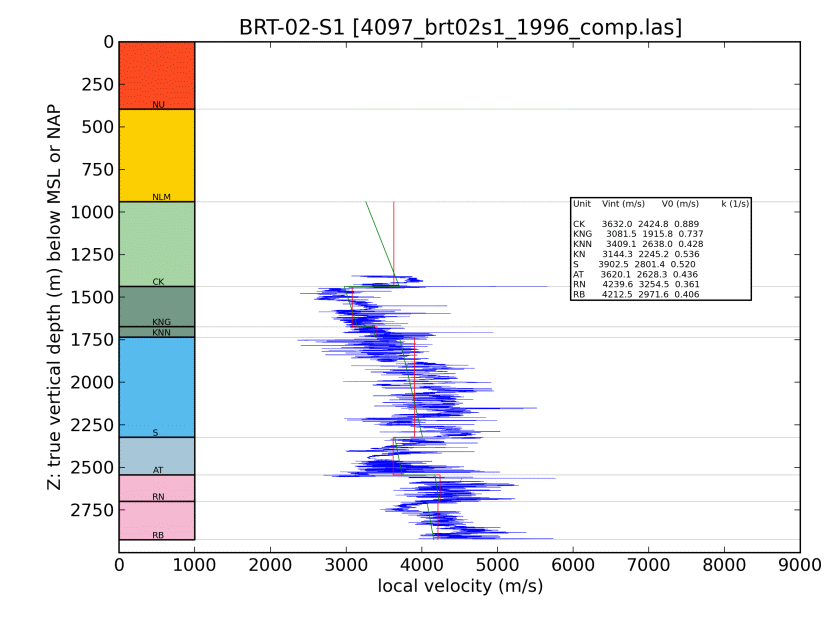 BRT-02-S1 [4097_brt02s1_1996_comp.las]
Z: true vertical depth (m) below MSL or NAP
0
250
500
750
1000
1250
1500
1750
2000
2250
2500
2750
NU
NLM
CK
KNG
KNN
S
AT
RN
RB
Unit Vint (m/s) V0 (m/s) k (1/s)
CK 3632.0 2424.8 0.889
KNG 3081.5 1915.8 0.737
KNN 3409.1 2638.0 0.428
KN 3144.3 2245.2 0.536
S 3902.5 2801.4 0.520
AT 3620.1 2628.3 0.436
RN 4239.6 3254.5 0.361
RB 4212.5 2971.6 0.406
0 1000 2000 3000 4000 5000 6000 7000 8000 9000
local velocity (m/s)